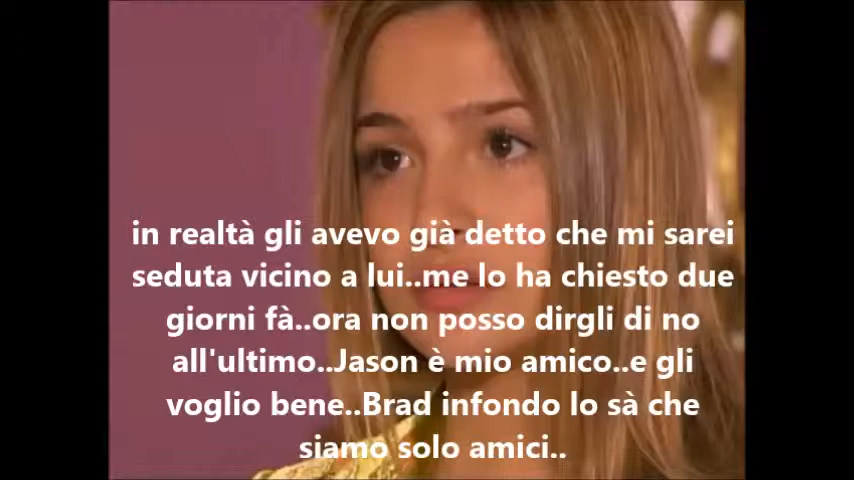 in realtà gli avevo già detto che mi sarei
seduta vicino a lui..me lo ha chiesto due
giorni fà..ora non posso dirgli di no
all'ultimo..Jason è mio amico..e gli
voglio bene..Brad infondo lo sà che
siamo solo amici..